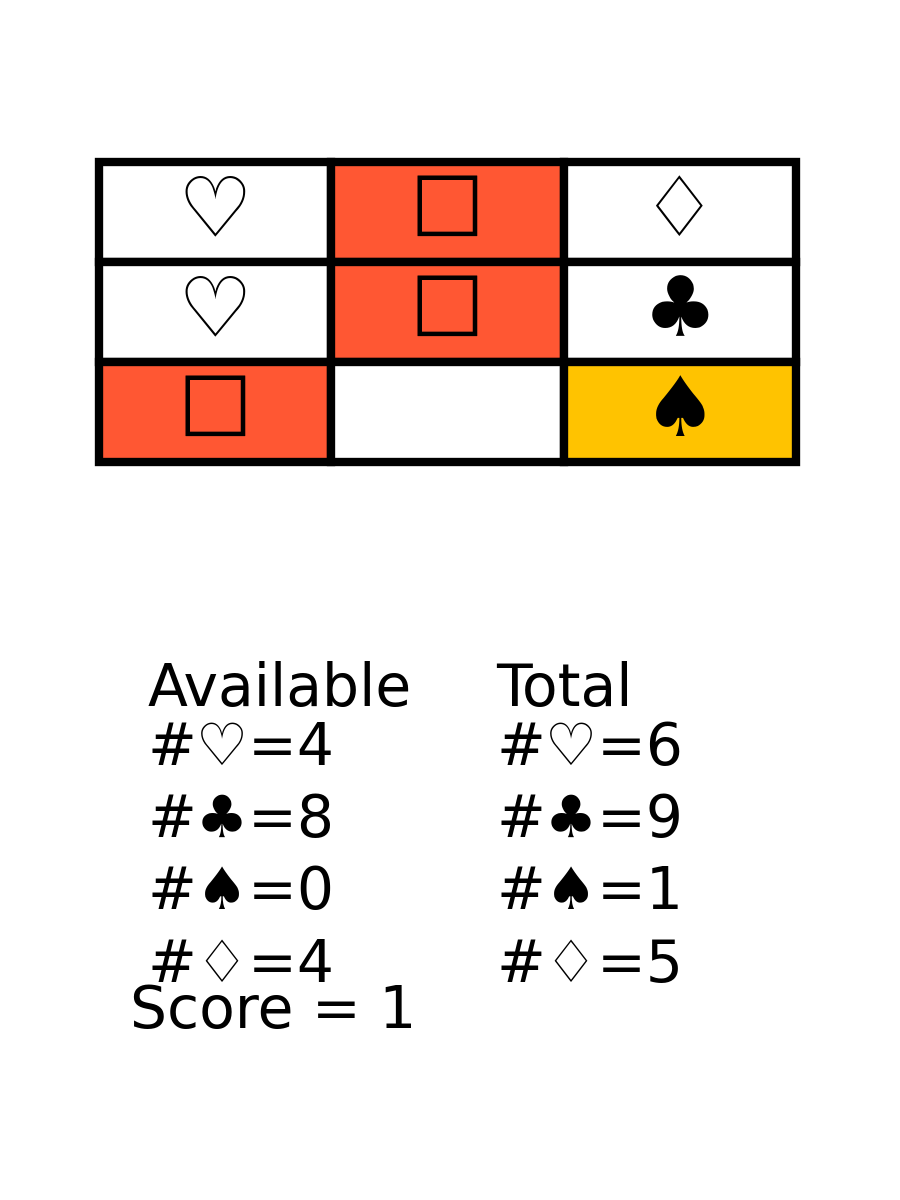 ♡ □ ♢
♡ □ ♣
□ ♠
Available Total
#♡=4 #♡=6
#♣=8 #♣=9
#♠=0 #♠=1
#♢=4 #♢=5
Score = 1